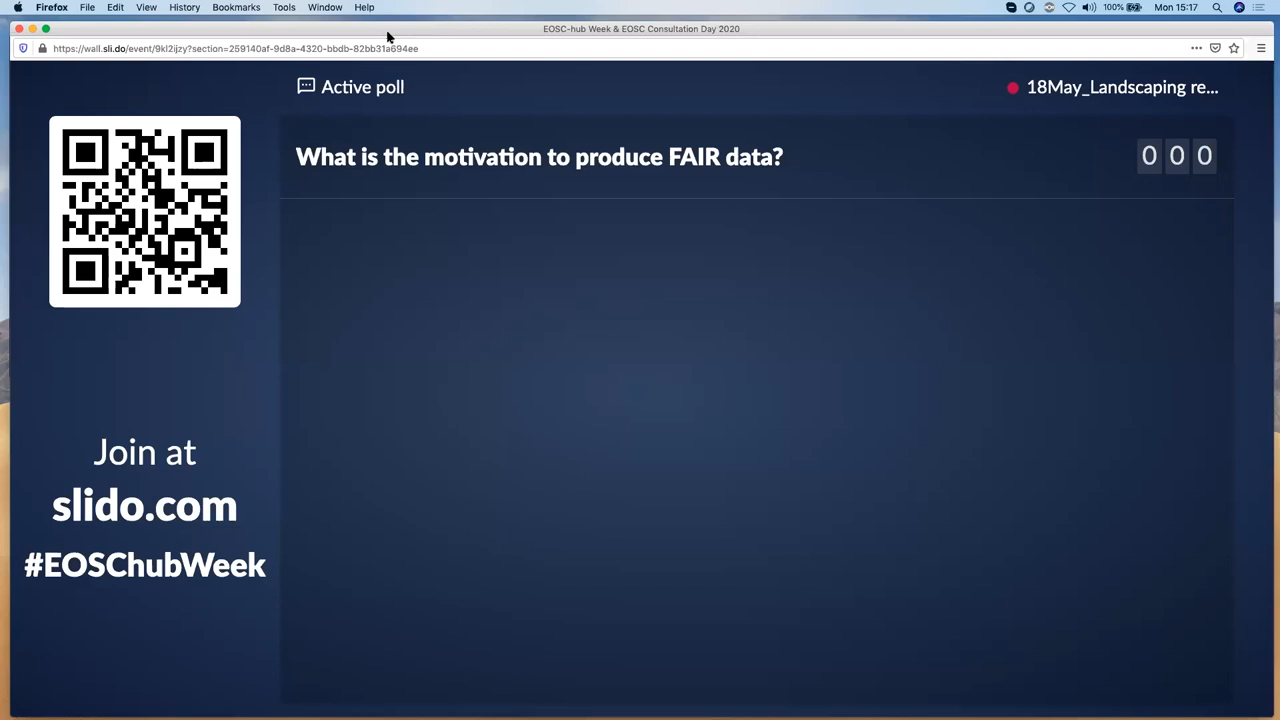 Firefox File Edit View History Bookmarks Tools Window Help 100% Mon 15:17
EOSC-hub Week & EOSC Consultation Day 2020
https://wall.sli.do/event/9kl2ijzy?section=259140af-9d8a-4320-bbdb-82bb31a694ee
Active poll
18May_Landscaping re...
What is the motivation to produce FAIR data?
0 0 0
Join at
slido.com
#EOSChubWeek